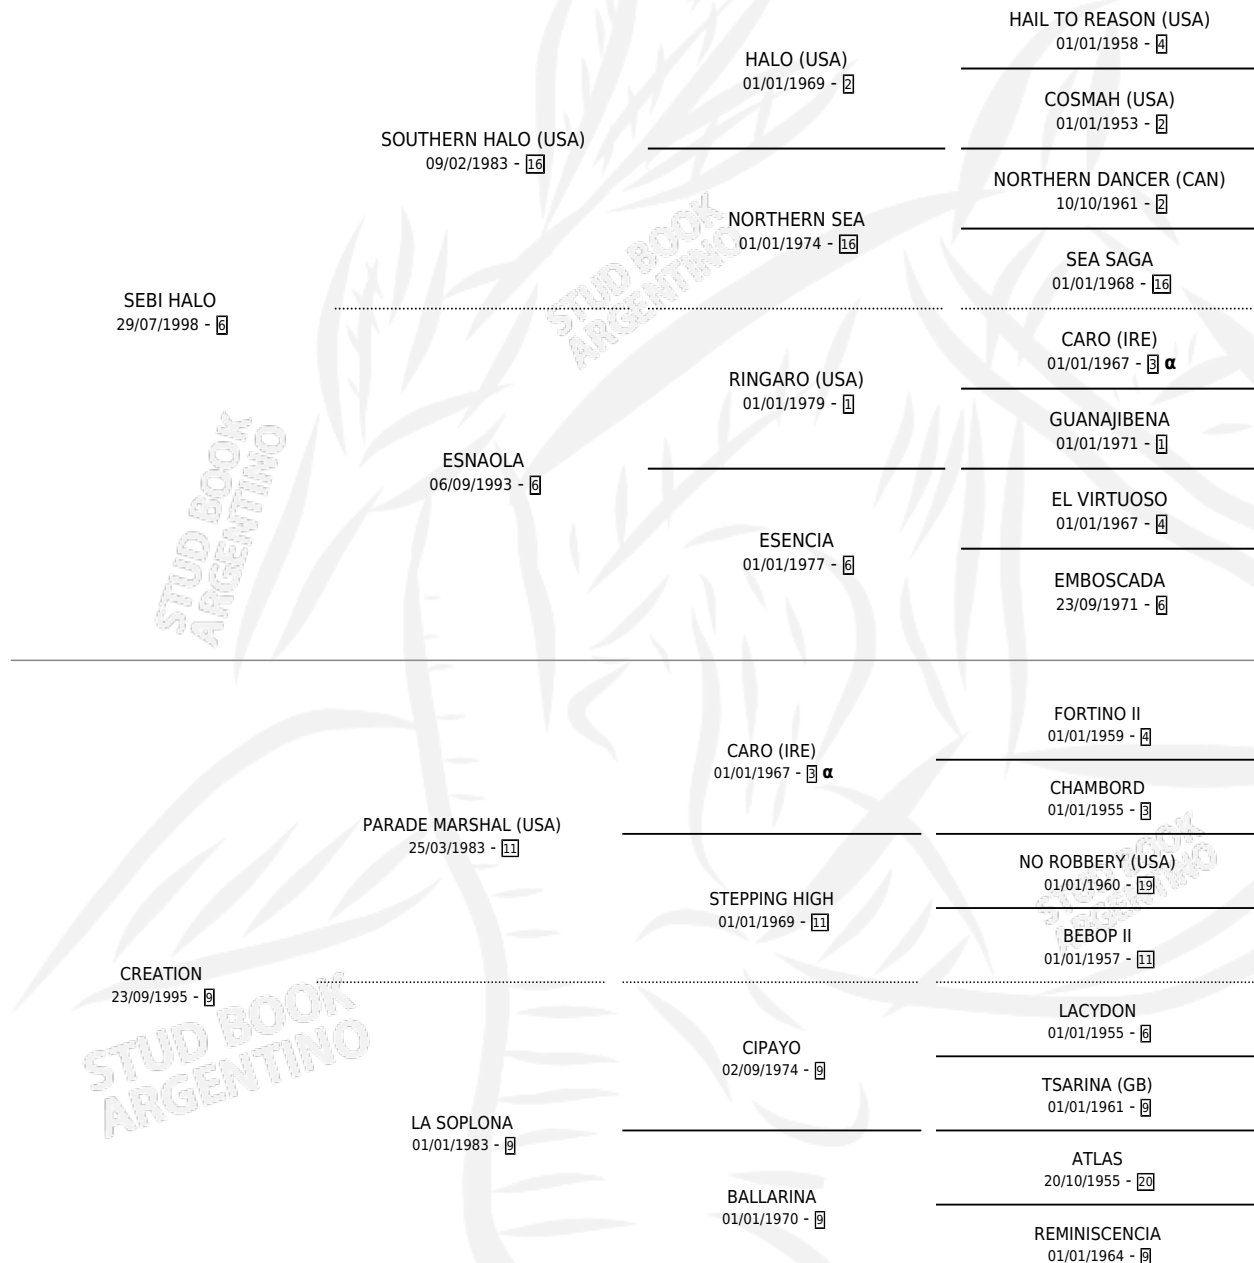 HAIL TO REASON (USA)
01/01/1958 - 4
HALO (USA)
01/01/1969 - 2
COSMAH (USA)
01/01/1953 - 2
SOUTHERN HALO (USA)
09/02/1983 - 16
NORTHERN DANCER (CAN)
10/10/1961 - 2
NORTHERN SEA
01/01/1974 - 16
SEA SAGA
01/01/1968 - 16
SEBI HALO
29/07/1998 - 6
CARO (IRE)
01/01/1967 - 3 α
RINGARO (USA)
01/01/1979 - 1
GUANAJIBENA
01/01/1971 - 1
ESNAOLA
06/09/1993 - 6
EL VIRTUOSO
01/01/1967 - 4
ESENCIA
01/01/1977 - 6
EMBOSCADA
23/09/1971 - 6
FORTINO II
01/01/1959 - 4
CARO (IRE)
01/01/1967 - 3 α
CHAMBORD
01/01/1955 - 3
PARADE MARSHAL (USA)
25/03/1983 - 11
NO ROBBERY (USA)
01/01/1960 - 19
STEPPING HIGH
01/01/1969 - 11
BEBOP II
01/01/1957 - 11
CREATION
23/09/1995 - 9
LACYDON
01/01/1955 - 6
CIPAYO
02/09/1974 - 9
TSARINA (GB)
01/01/1961 - 9
LA SOPLONA
01/01/1983 - 9
ATLAS
20/10/1955 - 20
BALLARINA
01/01/1970 - 9
REMINISCENCIA
01/01/1964 - 9
STUD BOOK
ARGENTINO
STUD BOOK
ARGENTINO
STUD BOOK
ARGENTINO
STUD BOOK
ARGENTINO